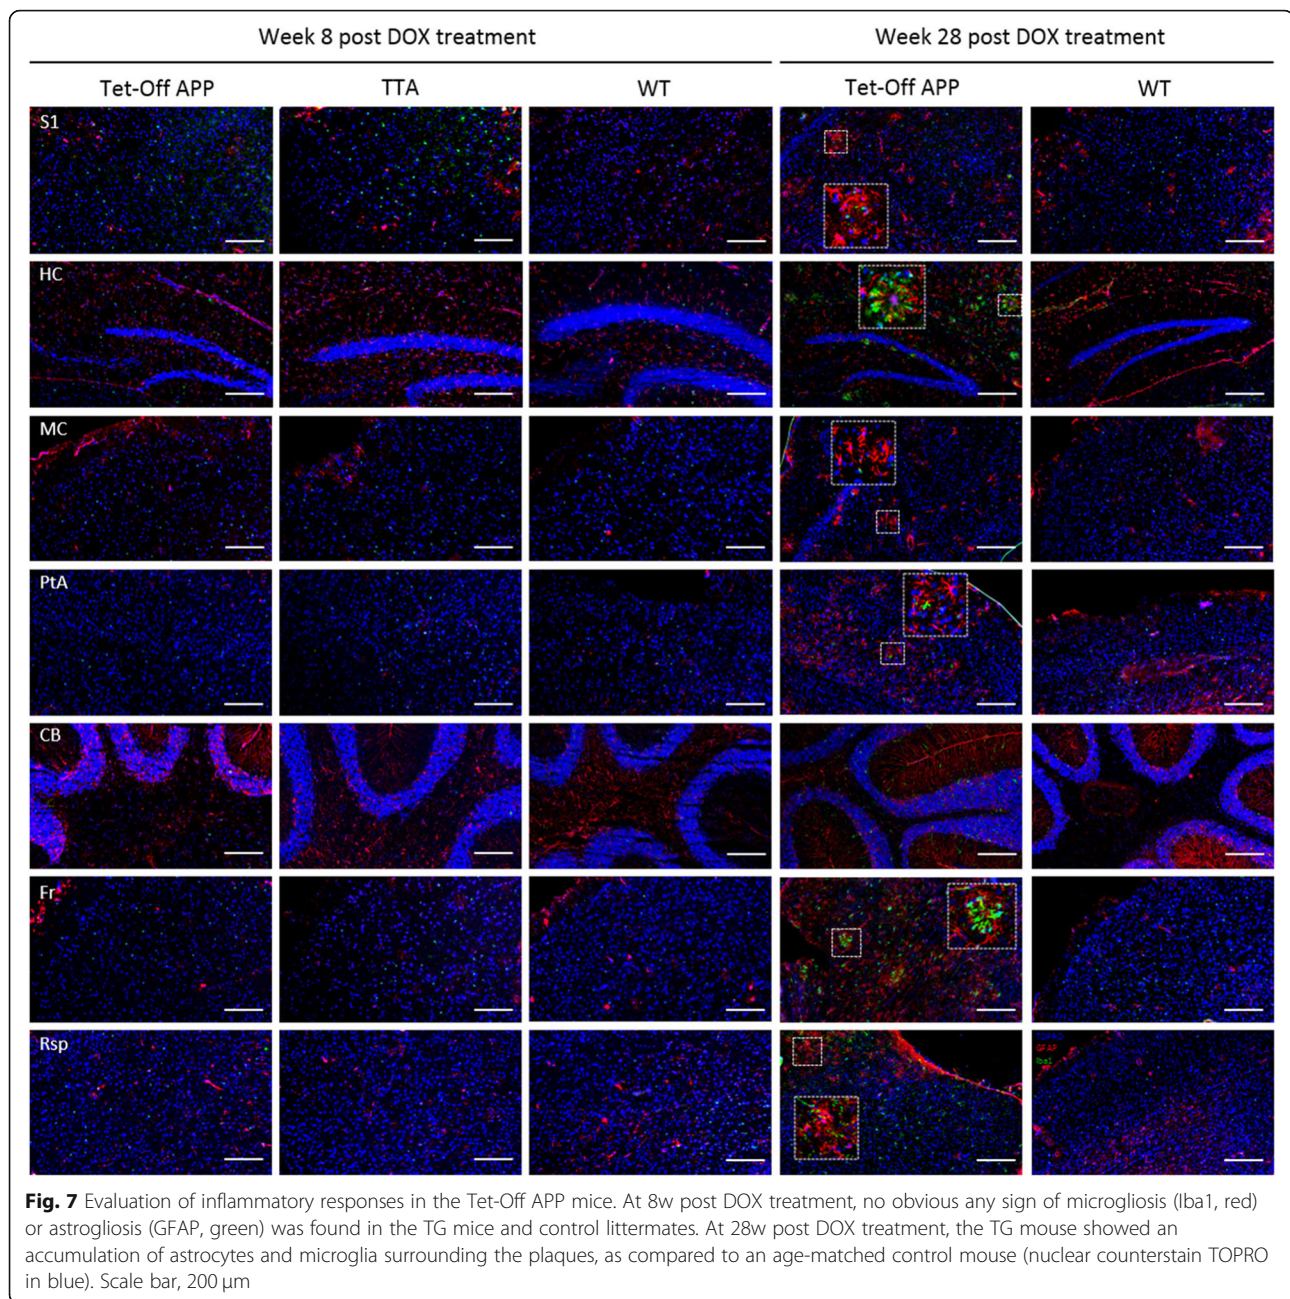 Week 8 post DOX treatment
Week 28 post DOX treatment
Tet-Off APP
TTA
WT
Tet-Off APP
WT
S1
HC
MC
PtA
CB
Fr
Rsp
GFAP
Iba1
Fig. 7 Evaluation of inflammatory responses in the Tet-Off APP mice. At 8w post DOX treatment, no obvious any sign of microgliosis (Iba1, red)
or astrogliosis (GFAP, green) was found in the TG mice and control littermates. At 28w post DOX treatment, the TG mouse showed an
accumulation of astrocytes and microglia surrounding the plaques, as compared to an age-matched control mouse (nuclear counterstain TOPRO
in blue). Scale bar, 200 μm